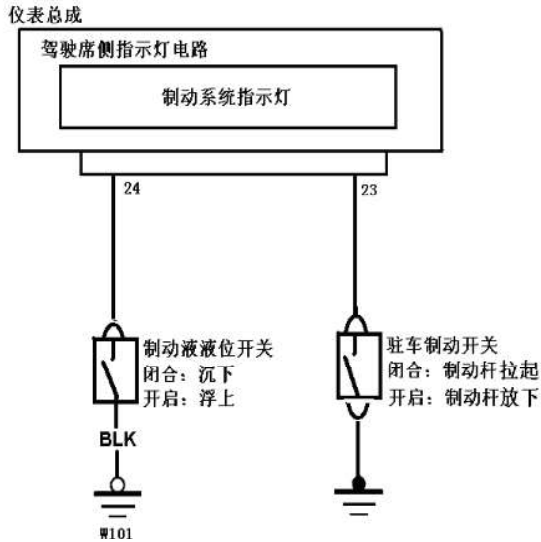 仪表总成
驾驶席侧指示灯电路
制动系统指示灯
24
23
制动液液位开关
闭合：沉下
开启：浮上
驻车制动开关
闭合：制动杆拉起
开启：制动杆放下
BLK
W101